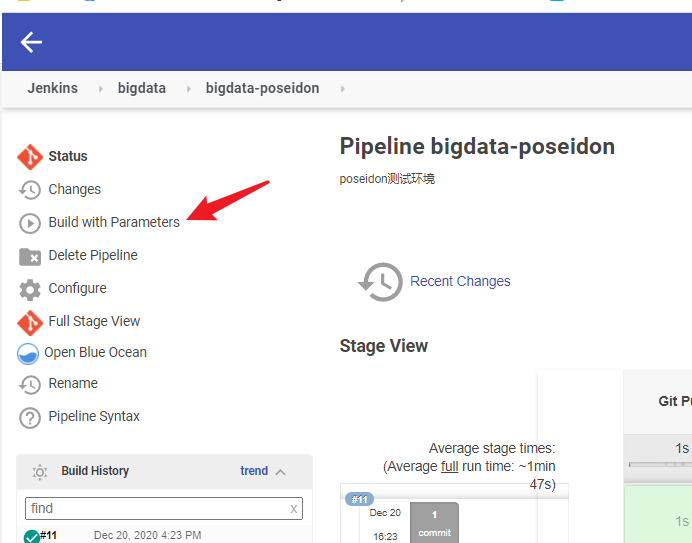 Jenkins bigdata bigdata-poseidon
Status
Changes
Build with Parameters
Delete Pipeline
Configure
Full Stage View
Open Blue Ocean
Rename
Pipeline Syntax
Build History trend
find x
#11 Dec 20, 2020 4:23 PM
Pipeline bigdata-poseidon
poseidon测试环境
Recent Changes
Stage View
Git Pu
Average stage times:
(Average full run time: ~1min
47s)
1s
#11
Dec 20
16:23
1
commit
1s